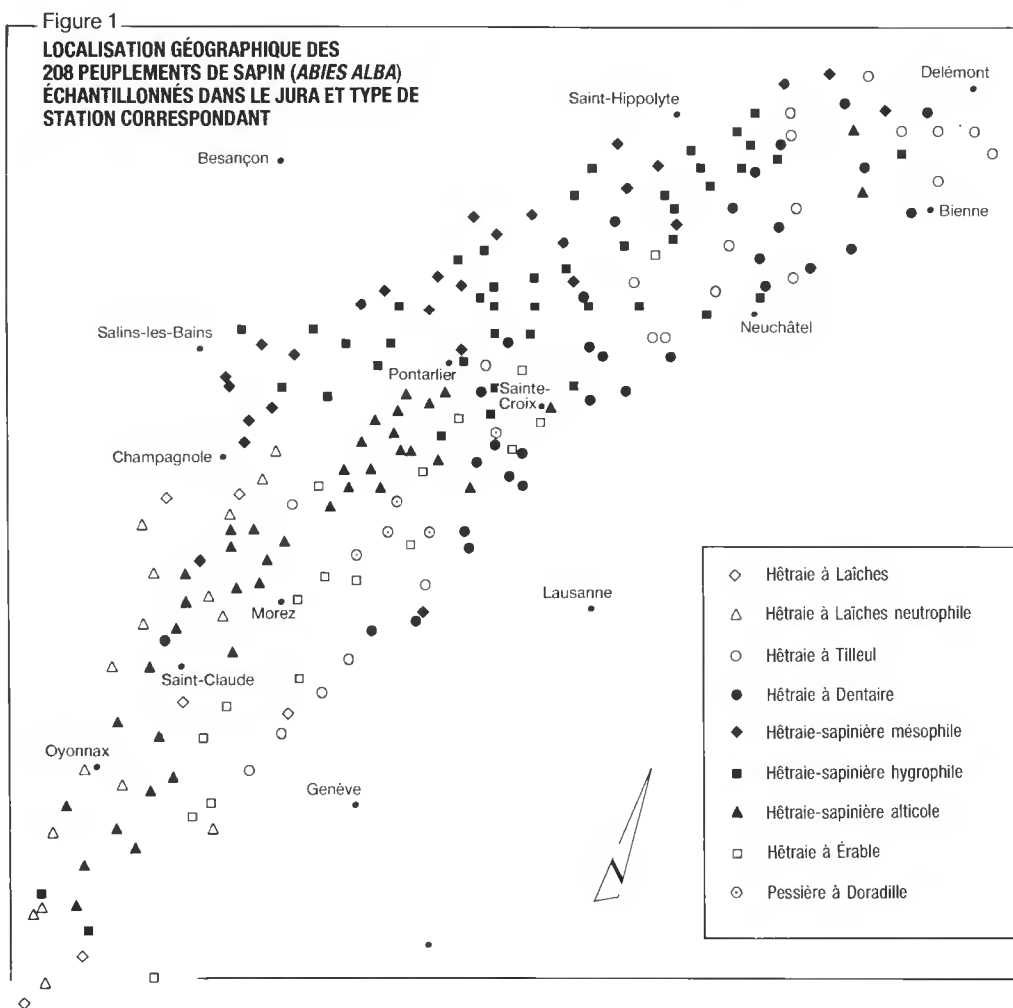 Figure 1
LOCALISATION GÉOGRAPHIQUE DES
208 PEUPLEMENTS DE SAPIN (ABIES ALBA)
ÉCHANTILLONNÉS DANS LE JURA ET TYPE DE
STATION CORRESPONDANT
Delémont
Saint-Hippolyte
Besançon
Bienne
Neuchâtel
Salins-les-Bains
Pontarlier
Sainte-
Croix
Champagnole
Lausanne
Morez
Saint-Claude
Oyonnax
Genève
N
Hêtraie à Laîches
Hêtraie à Laîches neutrophile
Hêtraie à Tilleul
Hêtraie à Dentaire
Hêtraie-sapinière mésophile
Hêtraie-sapinière hygrophile
Hêtraie-sapinière alticole
Hêtraie à Érable
Pessière à Doradille